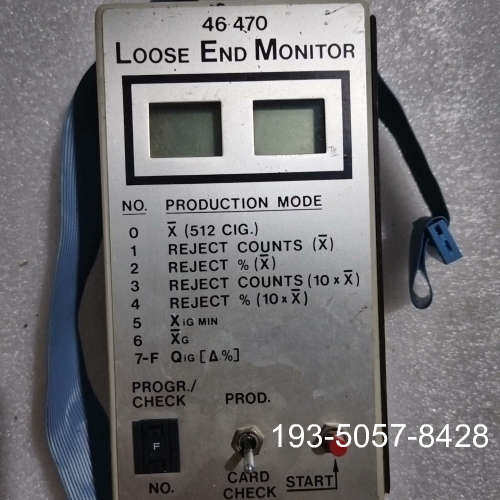 46 470
LOOSE END MONITOR
NO. PRODUCTION MODE
0 X̅ (512 CIG.)
1 REJECT COUNTS (X̅)
2 REJECT % (X̅)
3 REJECT COUNTS (10 x X̅)
4 REJECT % (10 x X̅)
5 X̅IG MIN
6 X̅G
7-F QIG [Δ%]
PROGR./
CHECK PROD.
F
193-5057-8428
NO. CARD
CHECK START